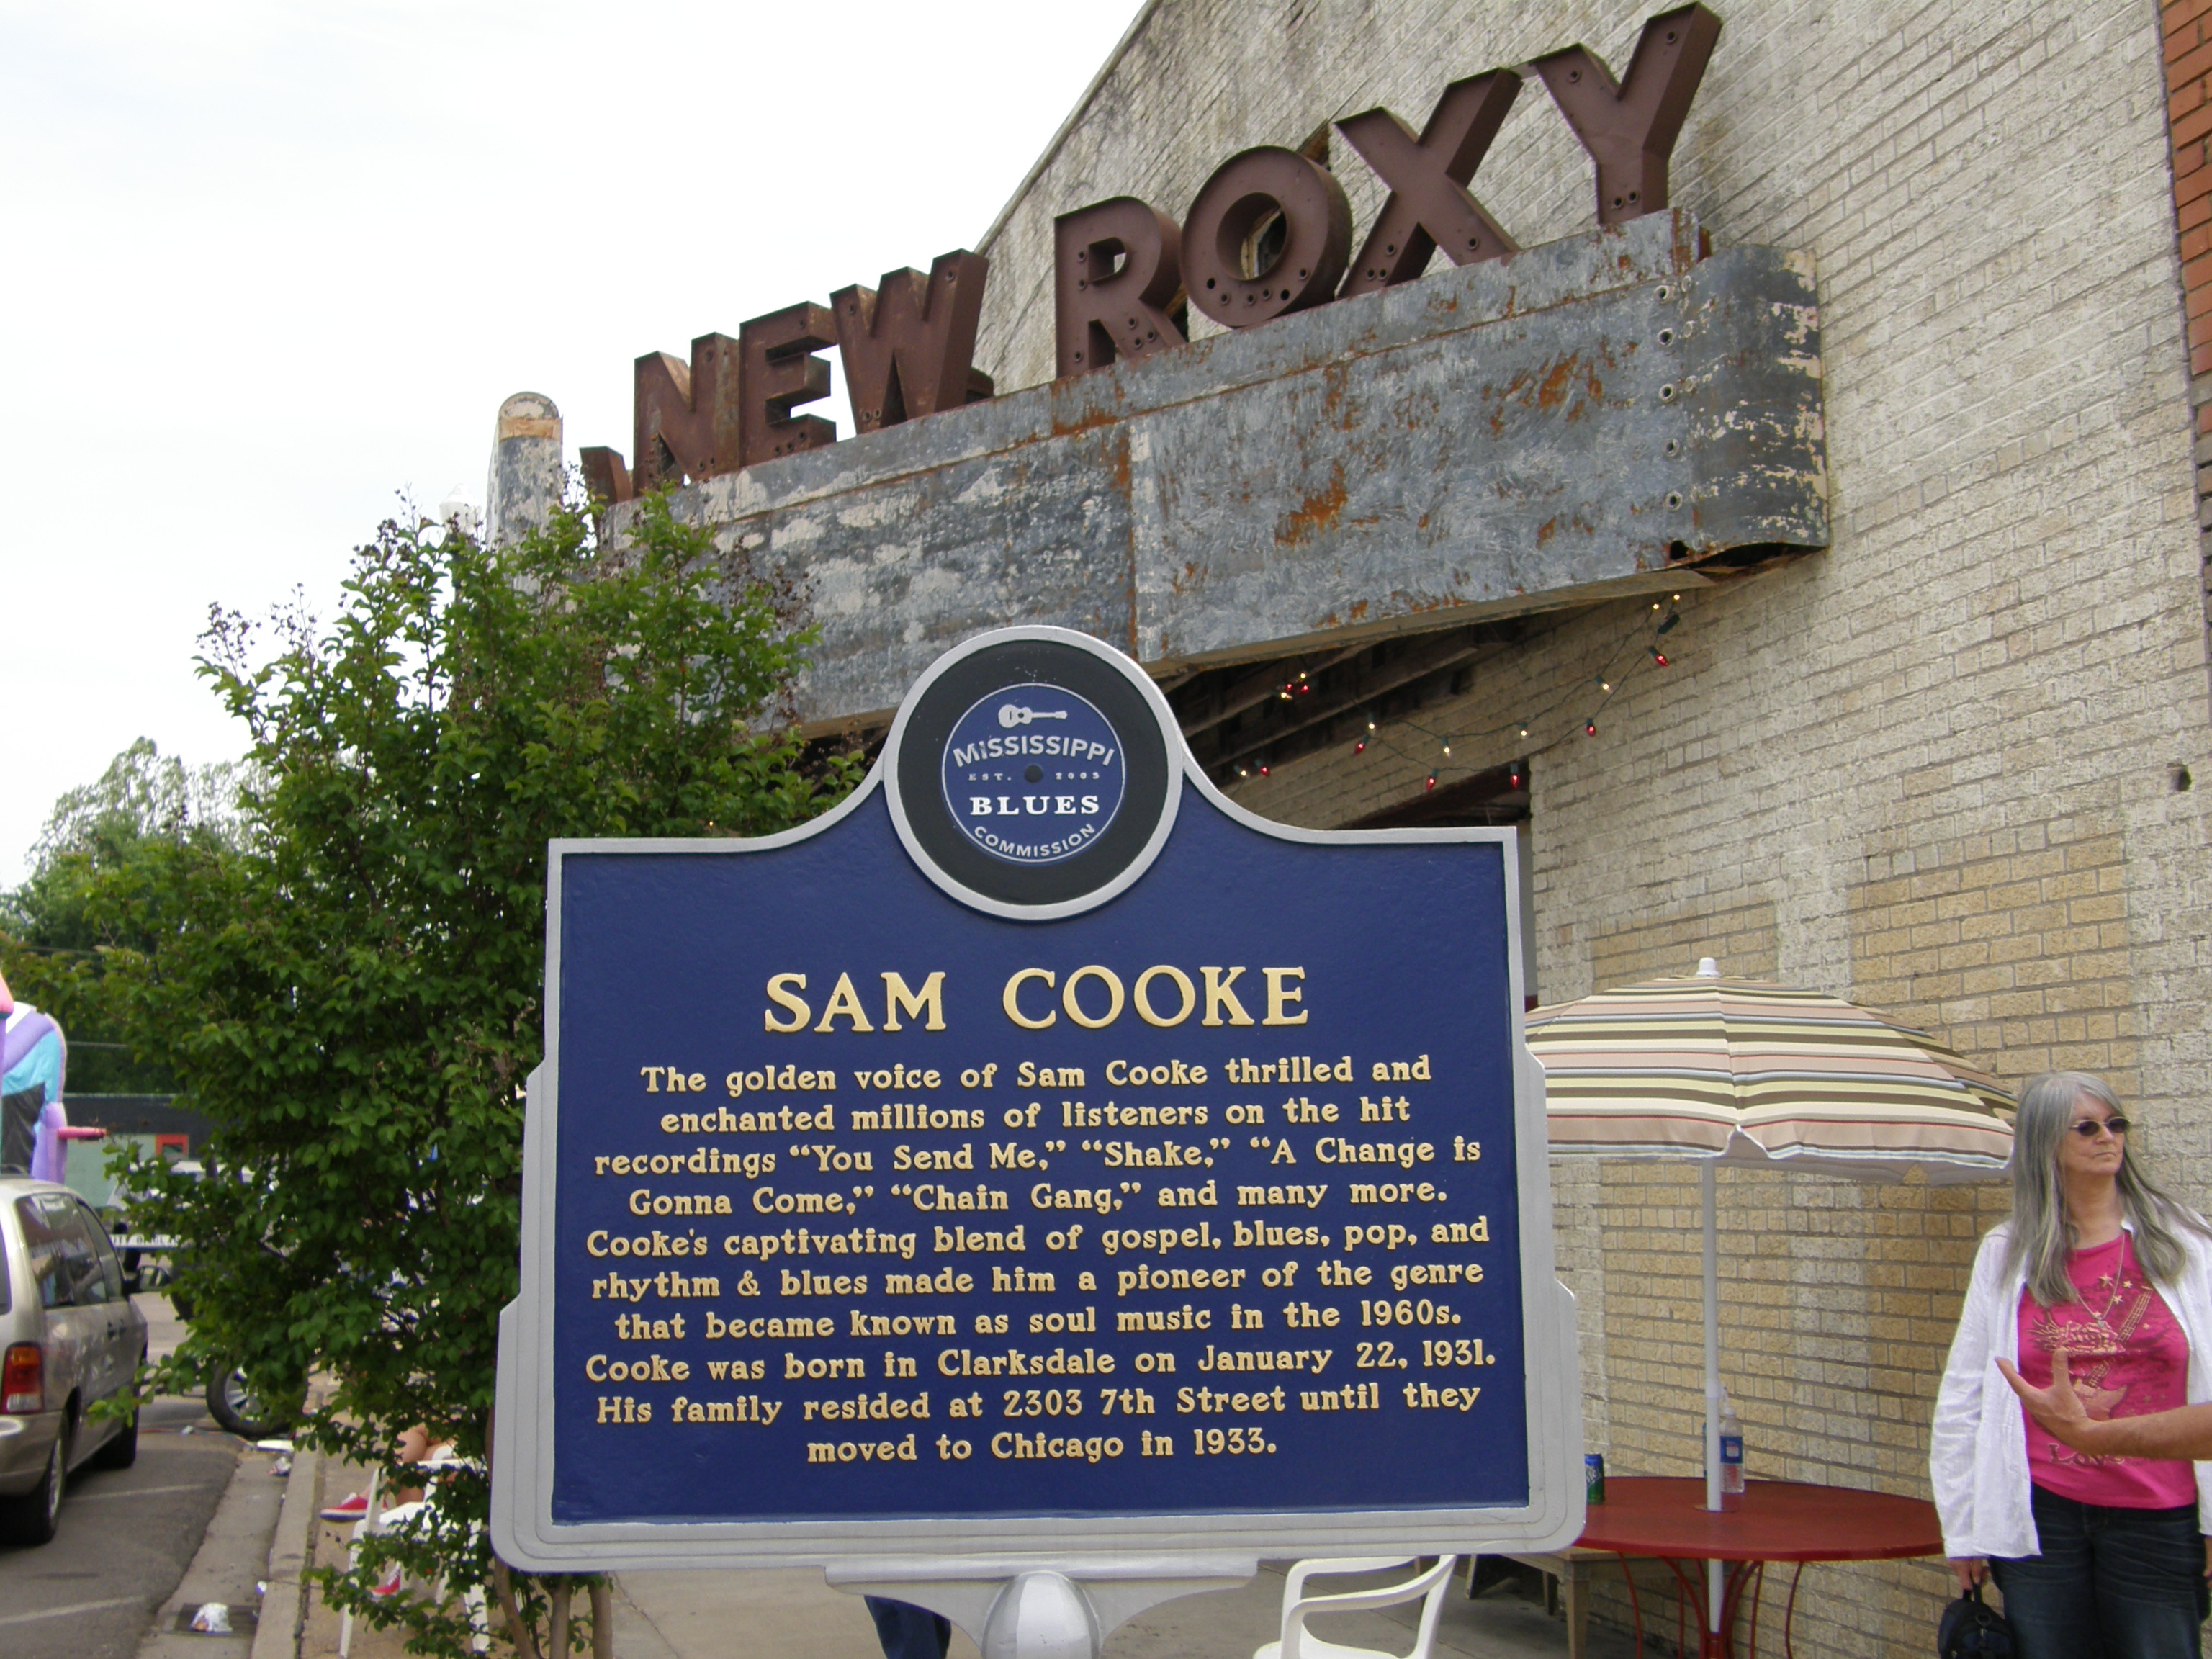 NEW ROXY
MISSISSIPPI
EST. 2003
BLUES
COMMISSION
SAM COOKE
The golden voice of Sam Cooke thrilled and
enchanted millions of listeners on the hit
recordings “You Send Me,” “Shake,” “A Change is
Gonna Come,” “Chain Gang,” and many more.
Cooke's captivating blend of gospel, blues, pop, and
rhythm & blues made him a pioneer of the genre
that became known as soul music in the 1960s.
Cooke was born in Clarksdale on January 22, 1931.
His family resided at 2303 7th Street until they
moved to Chicago in 1933.